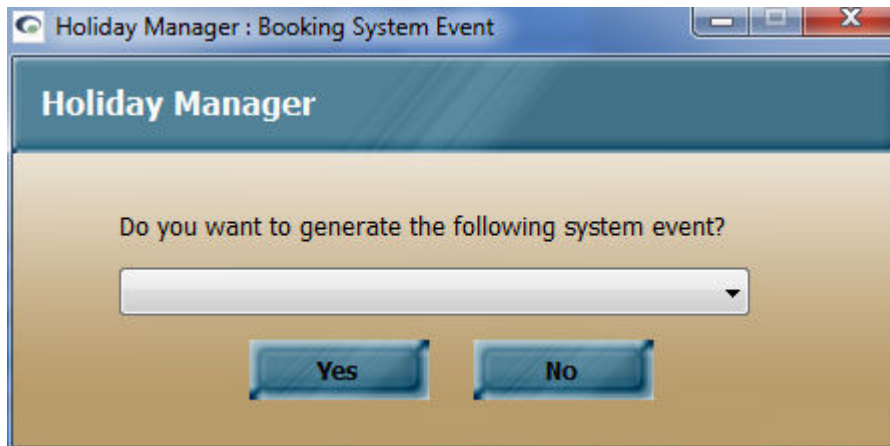 Holiday Manager : Booking System Event
Holiday Manager
Do you want to generate the following system event?
Yes No